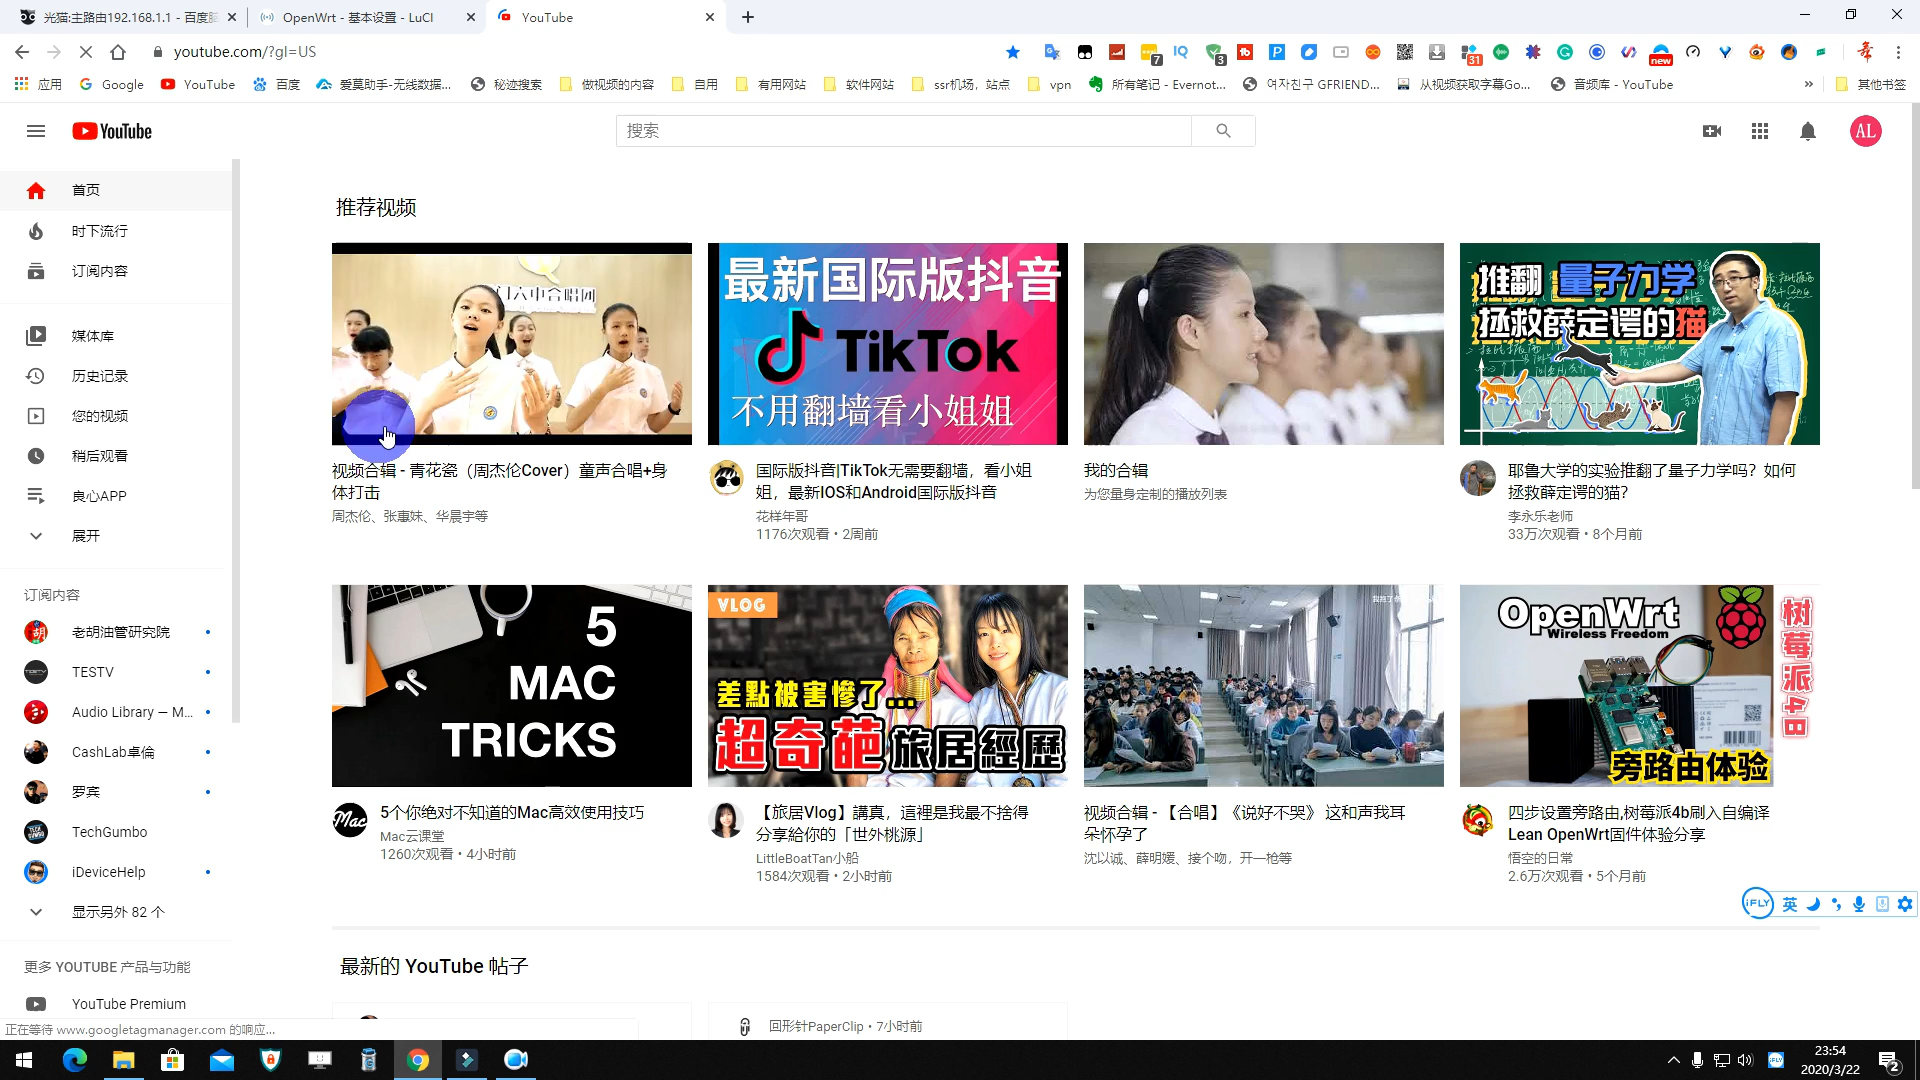 光猫:主路由192.168.1.1 - 百度
OpenWrt - 基本设置 - LuCI
YouTube
youtube.com/?gl=US
应用
Google
YouTube
百度
爱莫助手-无线数据...
秘迹搜索
做视频的内容
自用
有用网站
软件网站
ssr机场，站点
vpn
所有笔记 - Evernot...
여자친구 GFRIEND...
从视频获取字幕Go...
音频库 - YouTube
»
其他书签
7
3
31
new
IQ
YouTube
搜索
AL
首页
时下流行
订阅内容
媒体库
历史记录
您的视频
稍后观看
良心APP
展开
订阅内容
老胡油管研究院
TESTV
Audio Library — M...
CashLab卓倫
罗宾
TechGumbo
iDeviceHelp
显示另外 82 个
更多 YOUTUBE 产品与功能
YouTube Premium
正在等待 www.googletagmanager.com 的响应...
推荐视频
门六中合唱团
视频合辑 - 青花瓷（周杰伦Cover）童声合唱+身
体打击
周杰伦、张惠妹、华晨宇等
最新国际版抖音
TikTok
不用翻墙看小姐姐
国际版抖音|TikTok无需要翻墙，看小姐
姐，最新IOS和Android国际版抖音
花样年哥
1176次观看 • 2周前
我的合辑
为您量身定制的播放列表
推翻 量子力学
拯救薛定谔的猫
耶鲁大学的实验推翻了量子力学吗？如何
拯救薛定谔的猫？
李永乐老师
33万次观看 • 8个月前
5
MAC
TRICKS
Mac
5个你绝对不知道的Mac高效使用技巧
Mac云课堂
1260次观看 • 4小时前
VLOG
差點被害慘了...
超奇葩旅居經歷
【旅居Vlog】講真，這裡是我最不捨得
分享給你的「世外桃源」
LittleBoatTan小船
1584次观看 • 2小时前
视频合辑 - 【合唱】《说好不哭》 这和声我耳
朵怀孕了
沈以诚、薛明媛、接个吻，开一枪等
OpenWrt
Wireless Freedom
树莓派4B
旁路由体验
四步设置旁路由,树莓派4b刷入自编译
Lean OpenWrt固件体验分享
悟空的日常
2.6万次观看 • 5个月前
iFLY 英
最新的 YouTube 帖子
回形针PaperClip • 7小时前
23:54
2020/3/22
2